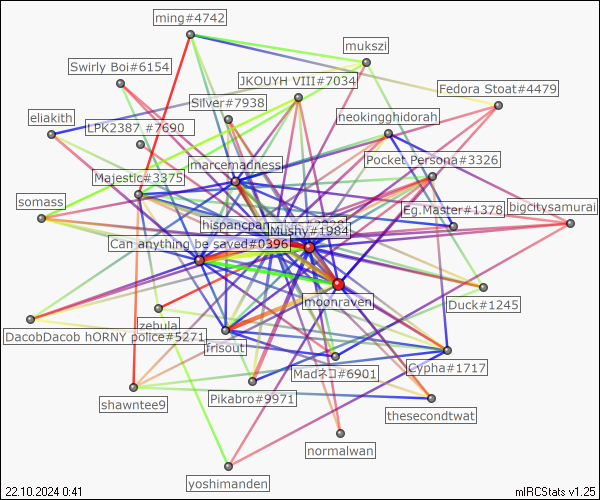 ming#4742
mukszi
Swirly Boi#6154
JKOUYH VIII#7034
Fedora Stoat#4479
Silver#7938
neokingghidorah
eliakith
LPK2387 #7690
marcemadness
Pocket Persona#3326
Majestic#3375
somass
Eg.Master#1378
bigcitysamurai
hispancpan
Mushy#1984
Can anything be saved#0396
moonraven
Duck#1245
zebula
DacobDacob hORNY police#5271
frisout
Madネコ#6901
Cypha#1717
Pikabro#9971
shawntee9
thesecondtwat
normalwan
yoshimanden
22.10.2024 0:41
mIRCStats v1.25